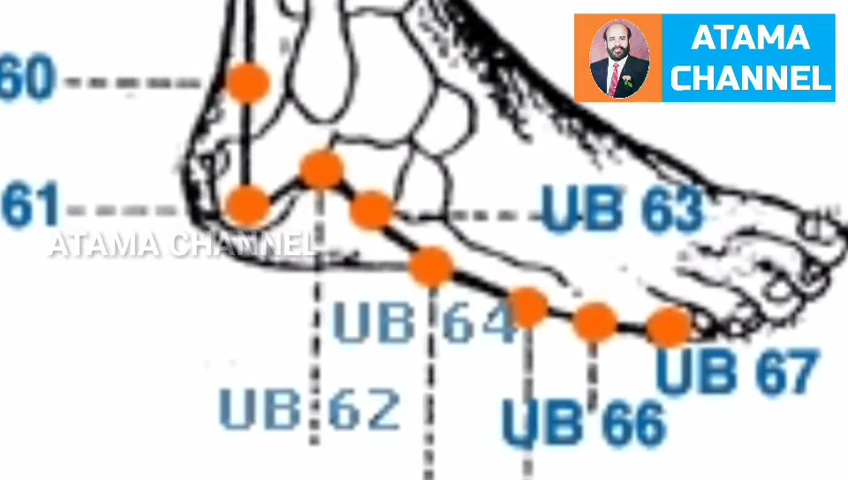 ATAMA
CHANNEL
60
61
UB 63
ATAMA CHANNEL
UB 64
UB 67
UB 62
UB 66